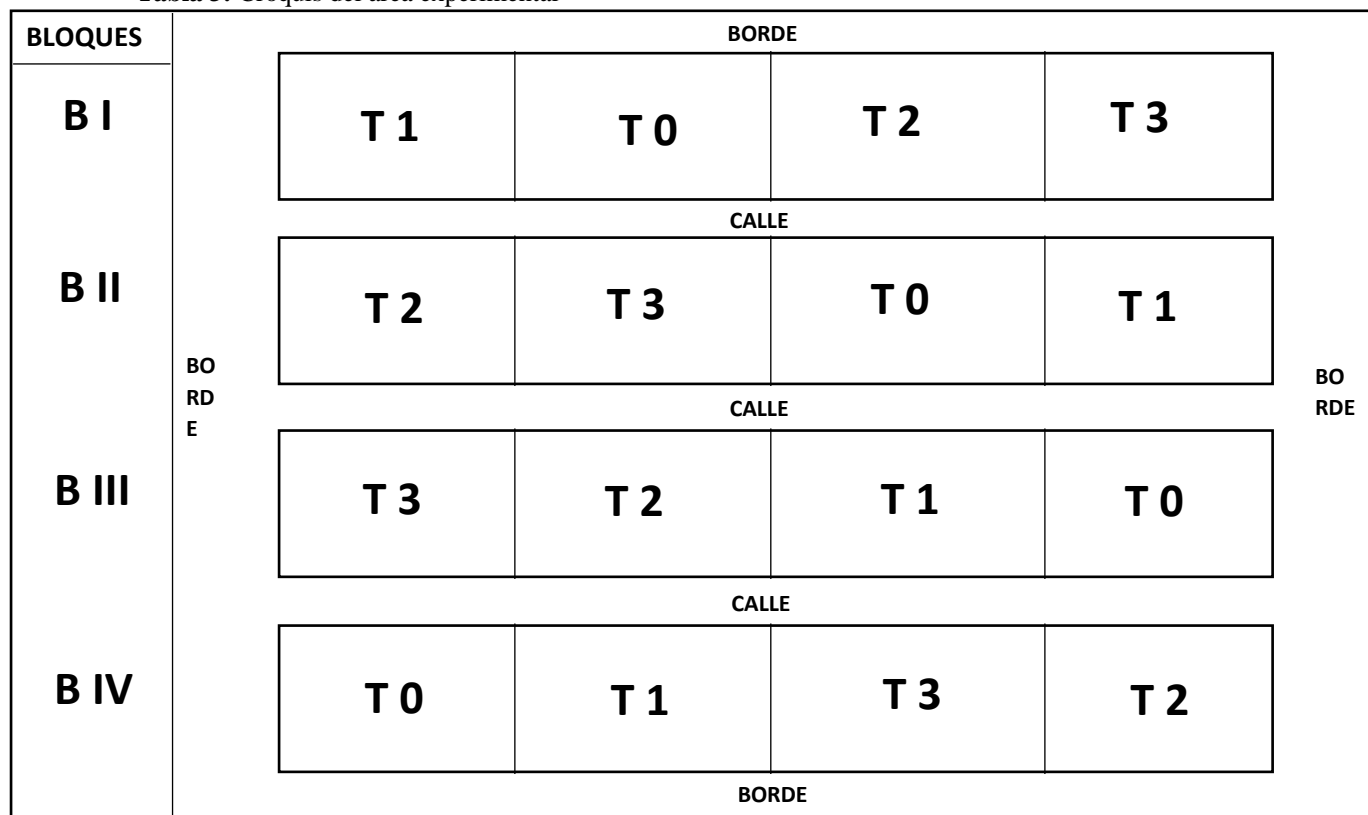 BLOQUES
BORDE
B I
T 1 T 0 T 2 T 3
CALLE
B II
T 2 T 3 T 0 T 1
BO
RD
E
BO
RDE
CALLE
B III
T 3 T 2 T 1 T 0
CALLE
B IV
T 0 T 1 T 3 T 2
BORDE